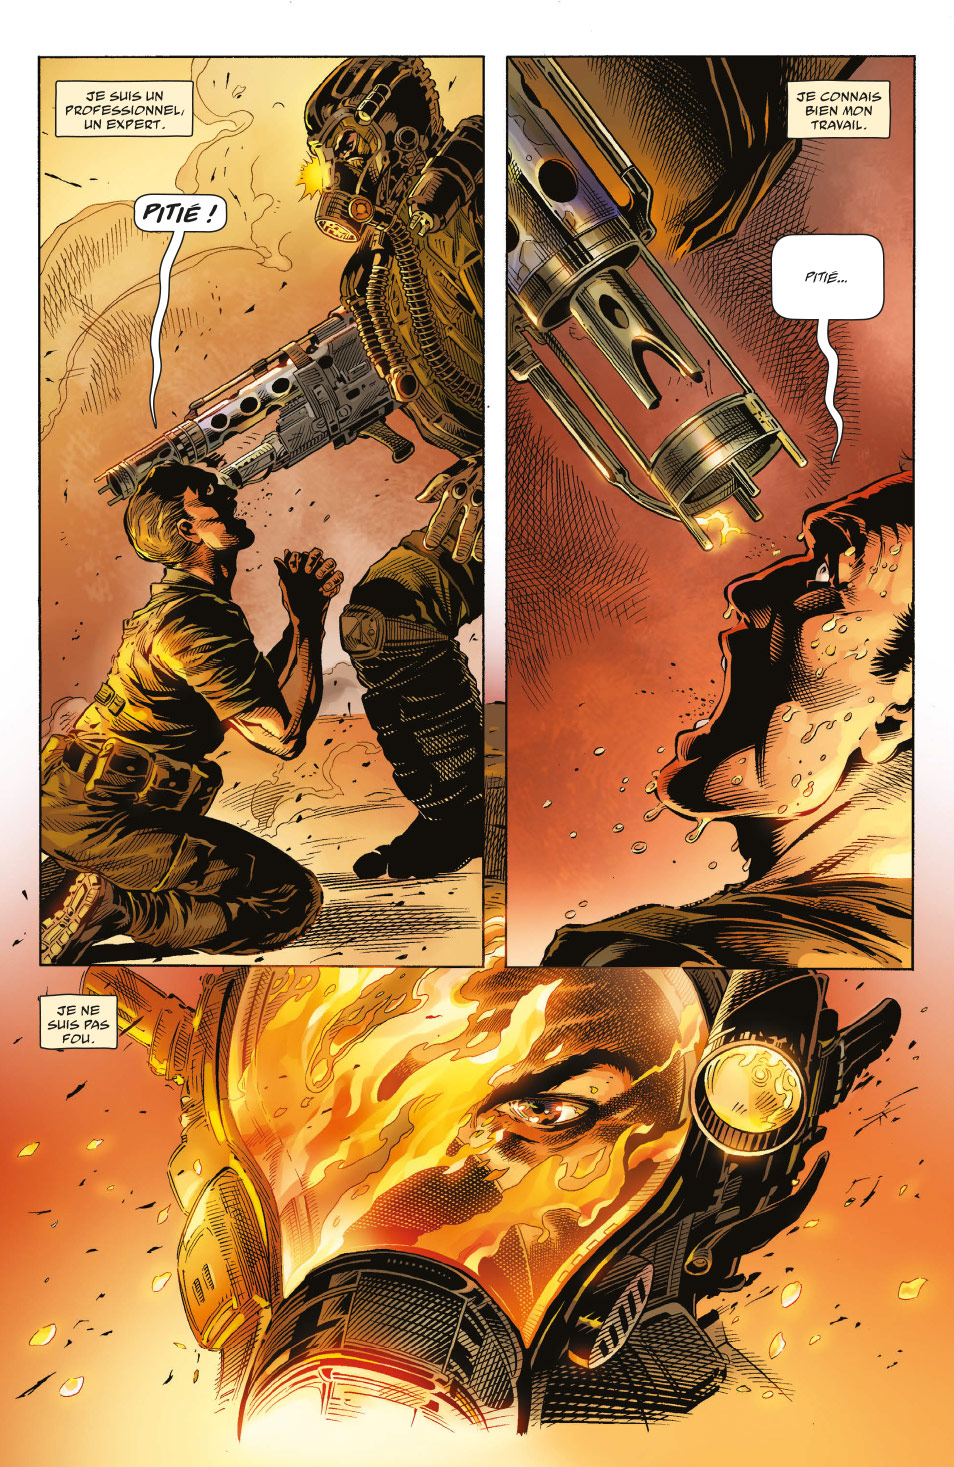 JE SUIS UN
PROFESSIONNEL,
UN EXPERT.
PITIÉ !
JE CONNAIS
BIEN MON
TRAVAIL.
PITIÉ...
JE NE
SUIS PAS
FOU.